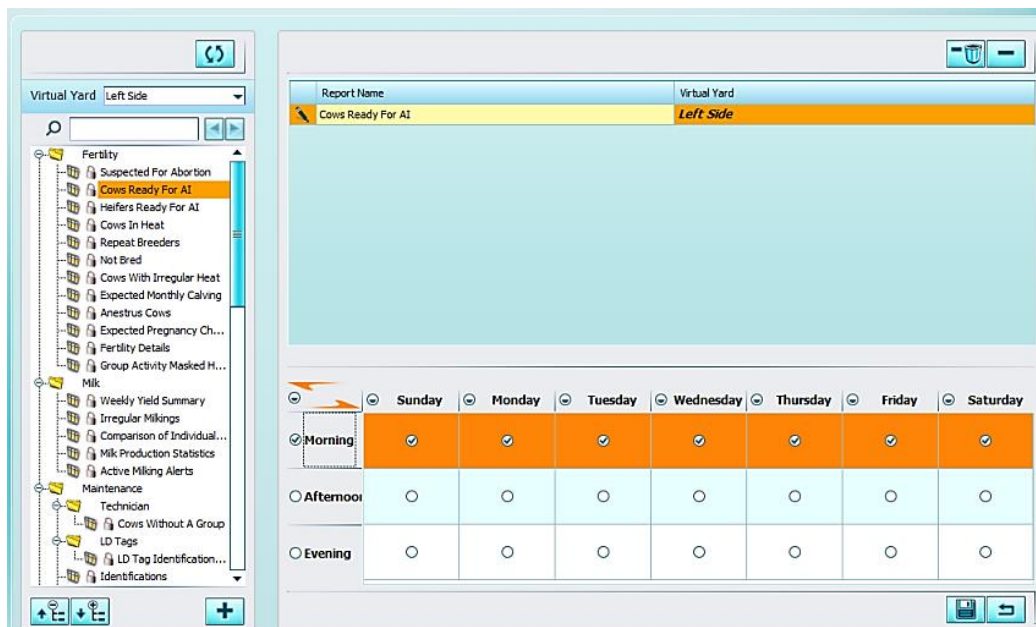 Virtual Yard Left Side
Fertility
Suspected For Abortion
Cows Ready For AI
Heifers Ready For AI
Cows In Heat
Repeat Breeders
Not Bred
Cows With Irregular Heat
Expected Monthly Calving
Anestrus Cows
Expected Pregnancy Ch...
Fertility Details
Group Activity Masked H...
Milk
Weekly Yield Summary
Irregular Milkings
Comparison of Individual...
Milk Production Statistics
Active Milking Alerts
Maintenance
Technician
Cows Without A Group
LD Tags
LD Tag Identification...
Identifications
Report Name Virtual Yard
Cows Ready For AI Left Side
Sunday Monday Tuesday Wednesday Thursday Friday Saturday
Morning
Afternoon
Evening